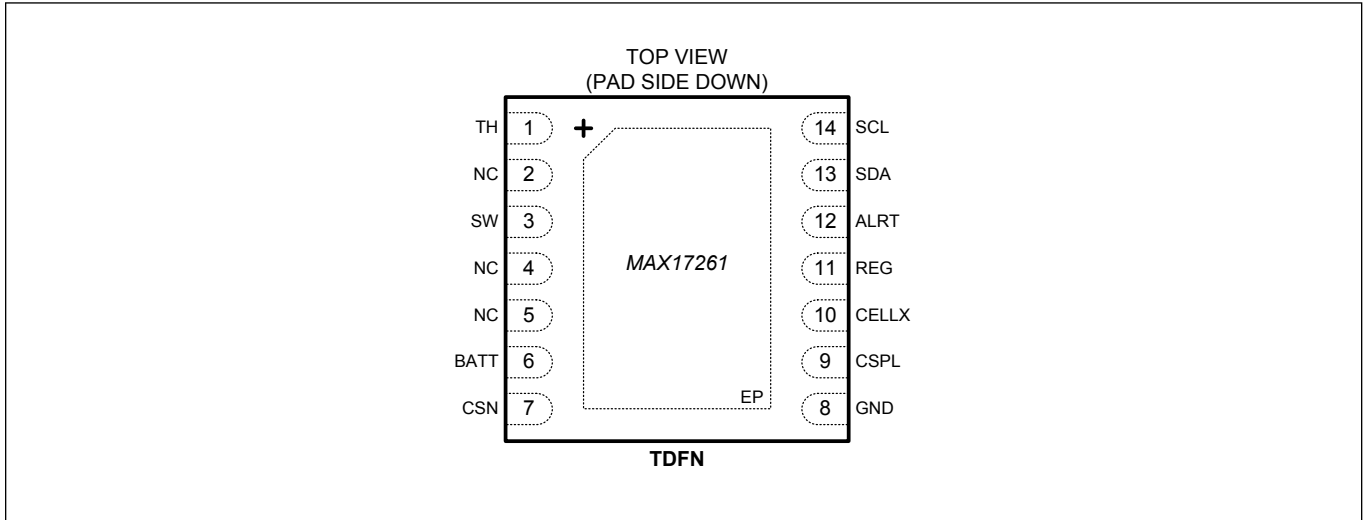 TOP VIEW
(PAD SIDE DOWN)
TH 1 + 14 SCL
NC 2 13 SDA
SW 3 12 ALRT
NC 4 MAX17261 11 REG
NC 5 10 CELLX
BATT 6 9 CSPL
CSN 7 EP 8 GND
TDFN